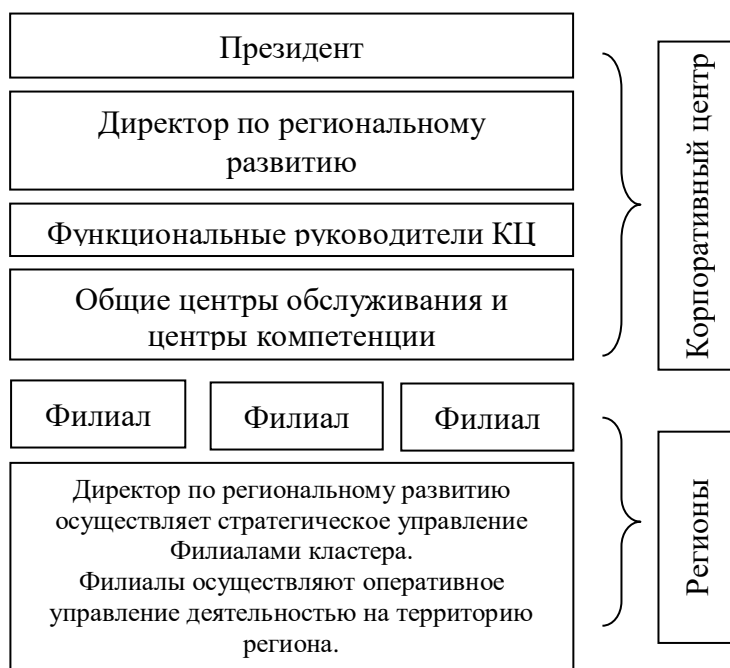 Президент
Директор по региональному
развитию
Функциональные руководители КЦ
Общие центры обслуживания и
центры компетенции
Корпоративный центр
Филиал
Филиал
Филиал
Директор по региональному развитию
осуществляет стратегическое управление
Филиалами кластера.
Филиалы осуществляют оперативное
управление деятельностью на территорию
региона.
Регионы